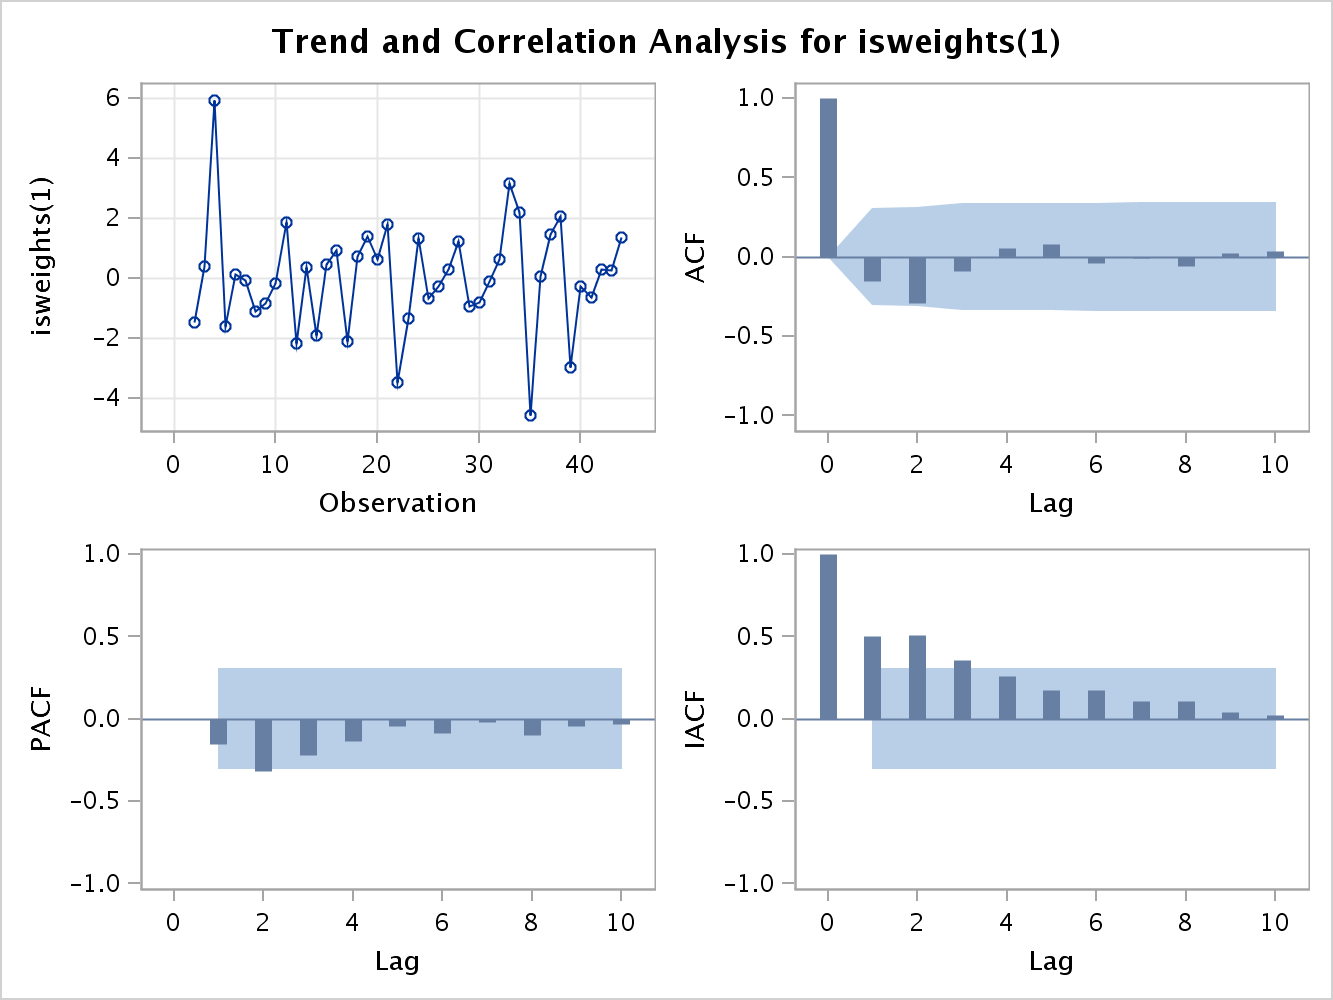 Trend and Correlation Analysis for isweights(1)
isweights(1)
6
4
2
0
−2
−4
0 10 20 30 40
Observation
ACF
1.0
0.5
0.0
−0.5
−1.0
0 2 4 6 8 10
Lag
PACF
1.0
0.5
0.0
−0.5
−1.0
0 2 4 6 8 10
Lag
IACF
1.0
0.5
0.0
−0.5
−1.0
0 2 4 6 8 10
Lag